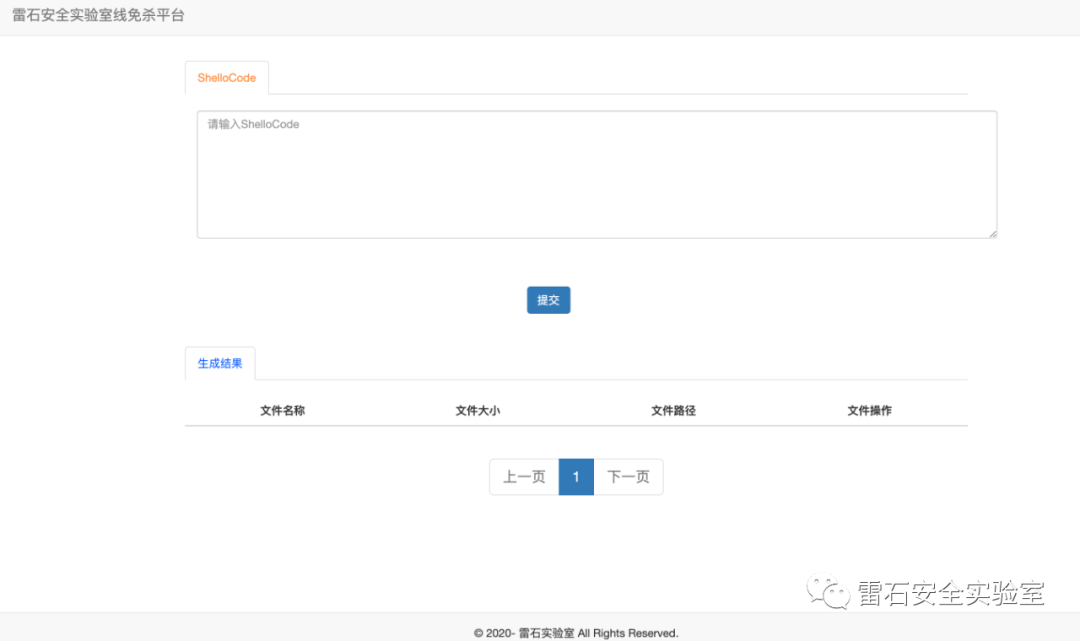 雷石安全实验室线免杀平台
ShelloCode
请输入ShelloCode
提交
生成结果
文件名称 文件大小 文件路径 文件操作
上一页 1 下一页
雷石安全实验室
© 2020- 雷石实验室 All Rights Reserved.